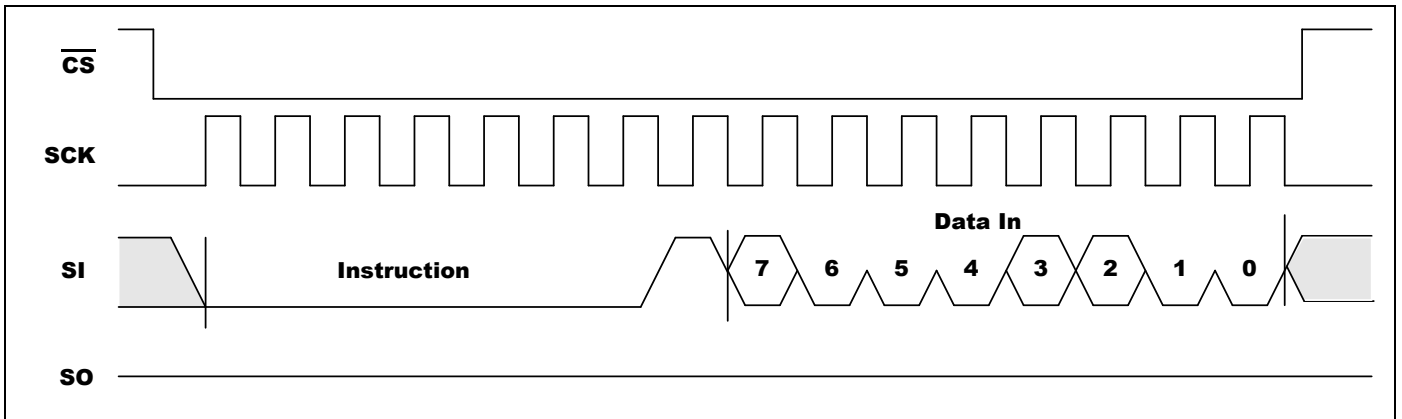 CS
SCK
Data In
SI Instruction 7 6 5 4 3 2 1 0
SO